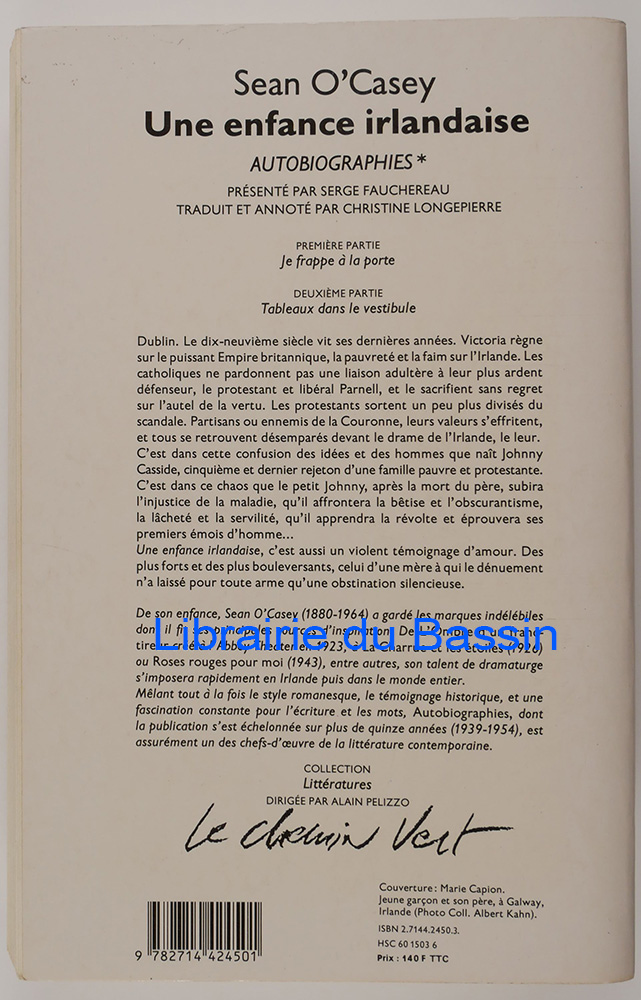 Sean O'Casey
Une enfance irlandaise
AUTOBIOGRAPHIES*
PRÉSENTÉ PAR SERGE FAUCHEREAU
TRADUIT ET ANNOTÉ PAR CHRISTINE LONGEPIERRE
PREMIÈRE PARTIE
Je frappe à la porte
DEUXIÈME PARTIE
Tableaux dans le vestibule
Dublin. Le dix-neuvième siècle vit ses dernières années. Victoria règne
sur le puissant Empire britannique, la pauvreté et la faim sur l'Irlande. Les
catholiques ne pardonnent pas une liaison adultère à leur plus ardent
défenseur, le protestant et libéral Parnell, et le sacrifient sans regret
sur l'autel de la vertu. Les protestants sortent un peu plus divisés du
scandale. Partisans ou ennemis de la Couronne, leurs valeurs s'effritent,
et tous se retrouvent désemparés devant le drame de l'Irlande, le leur.
C'est dans cette confusion des idées et des hommes que naît Johnny
Casside, cinquième et dernier rejeton d'une famille pauvre et protestante.
C'est dans ce chaos que le petit Johnny, après la mort du père, subira
l'injustice de la maladie, qu'il affrontera la bêtise et l'obscurantisme,
la lâcheté et la servilité, qu'il apprendra la révolte et éprouvera ses
premiers émois d'homme...
Une enfance irlandaise, c'est aussi un violent témoignage d'amour. Des
plus forts et des plus bouleversants, celui d'une mère à qui le dénuement
n'a laissé pour toute arme qu'une obstination silencieuse.
De son enfance, Sean O'Casey (1880-1964) a gardé les marques indélébiles
Librairie du Bassin
ou Roses rouges pour moi (1943), entre autres, son talent de dramaturge
s'imposera rapidement en Irlande puis dans le monde entier.
Mêlant tout à la fois le style romanesque, le témoignage historique, et une
fascination constante pour l'écriture et les mots, Autobiographies, dont
la publication s'est échelonnée sur plus de quinze années (1939-1954), est
assurément un des chefs-d'œuvre de la littérature contemporaine.
COLLECTION
Littératures
DIRIGÉE PAR ALAIN PELIZZO
Le chemin Vert
Couverture : Marie Capion.
Jeune garçon et son père, à Galway,
Irlande (Photo Coll. Albert Kahn).
ISBN 2.7144.2450.3.
HSC 60 1503 6
Prix : 140 F TTC
9 782714 424501